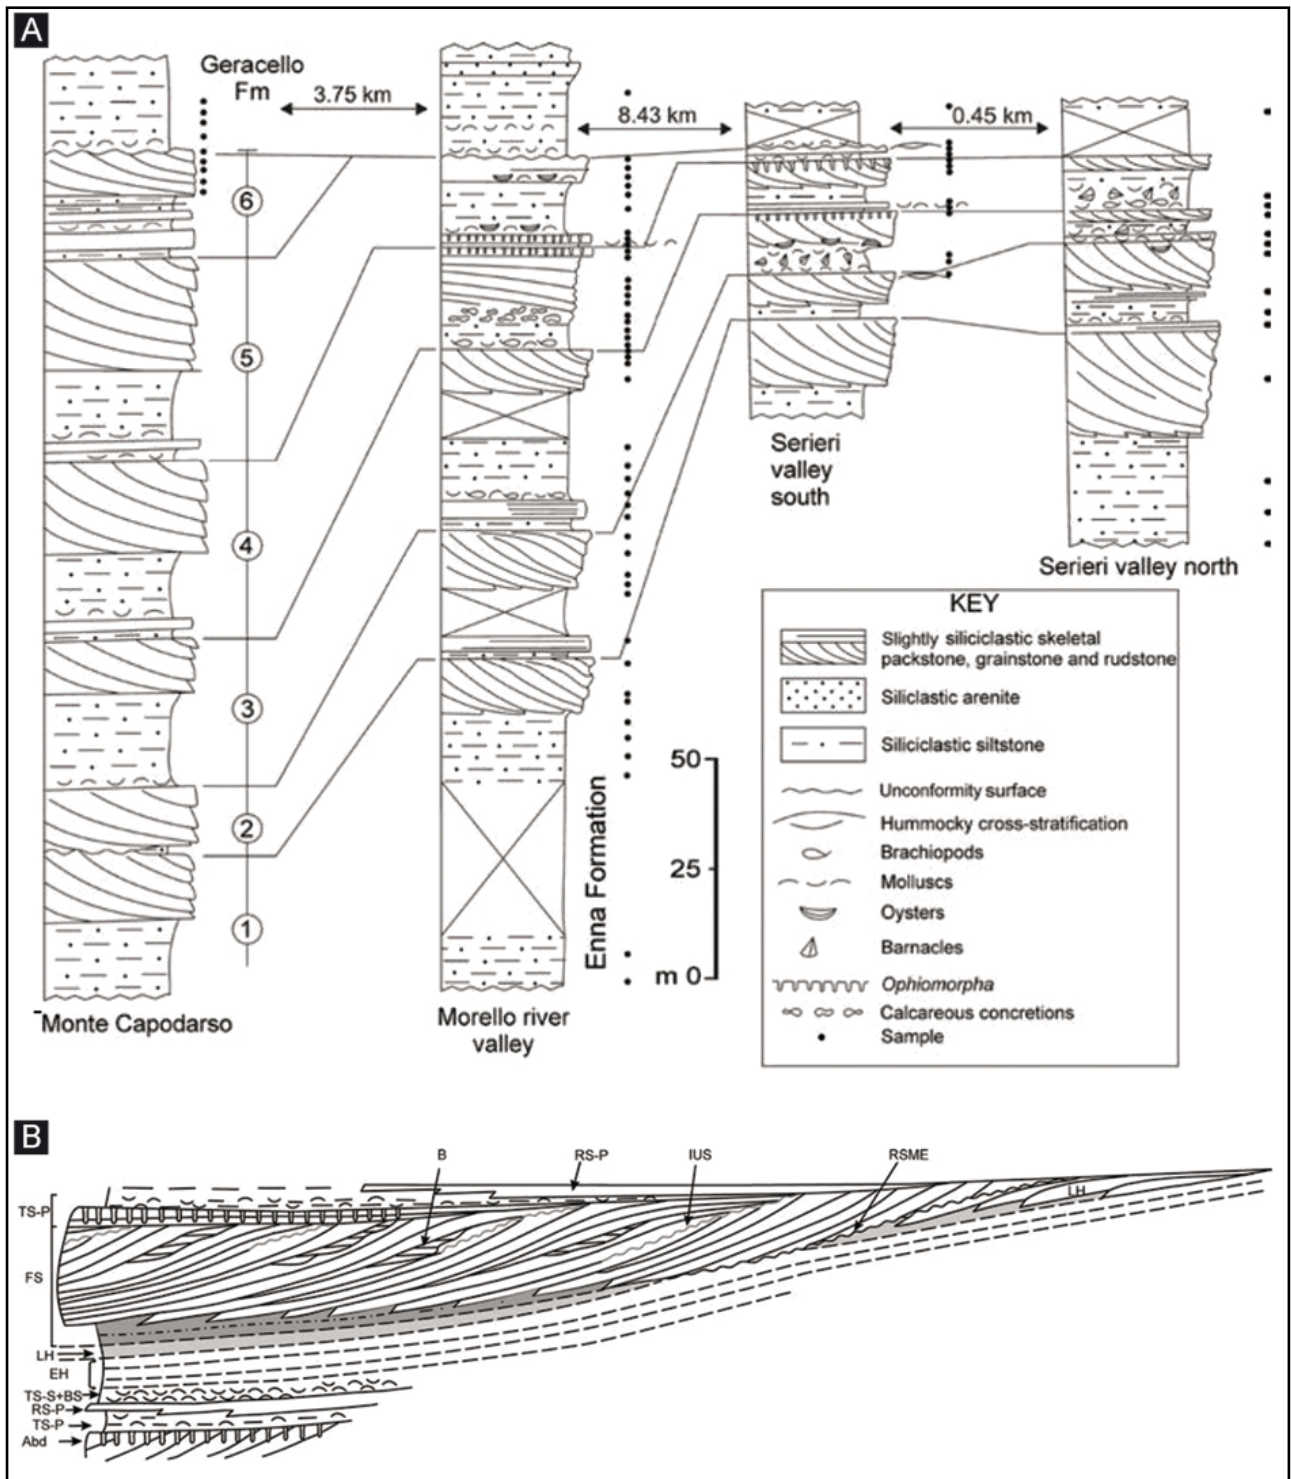 A
Geracello
Fm
3.75 km
8.43 km
0.45 km
6
5
4
3
2
1
Monte Capodarso
Morello river
valley
Enna Formation
Serieri
valley
south
Serieri valley north
50
25
m 0
KEY
Slightly siliciclastic skeletal
packstone, grainstone and rudstone
Siliclastic arenite
Siliciclastic siltstone
Unconformity surface
Hummocky cross-stratification
Brachiopods
Molluscs
Oysters
Barnacles
Ophiomorpha
Calcareous concretions
Sample
B
B
RS-P
IUS
RSME
LH
TS-P
FS
LH
EH
TS-S+BS
RS-P
TS-P
Abd